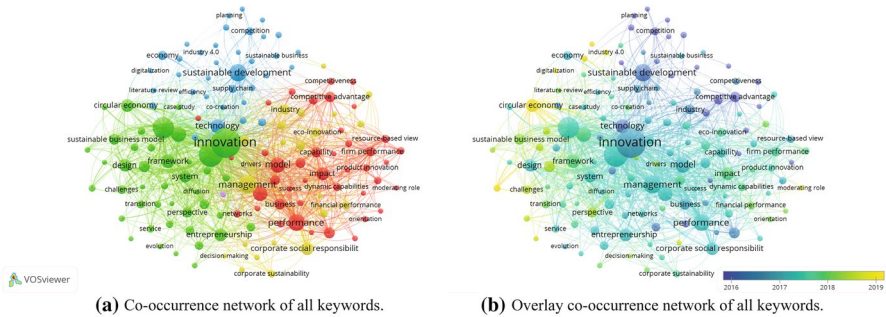 planning
competition
economy
industry 4.0
sustainable business
digitalization
sustainable development
competitiveness
literature review
efficiency
supply chain
competitive advantage
circular economy
case study
co-creation
industry
technology
eco-innovation
resource-based view
sustainable business model
innovation
capability
firm performance
design
framework
drivers
model
product innovation
system
impact
challenges
diffusion
management
success
dynamic capabilities
moderating role
transition
perspective
networks
business
financial performance
service
performance
orientation
entrepreneurship
evolution
decision-making
corporate social responsibilit
corporate sustainability
VOSviewer
(a) Co-occurrence network of all keywords.
planning
competition
economy
industry 4.0
sustainable business
digitalization
sustainable development
competitiveness
literature review
efficiency
supply chain
competitive advantage
circular economy
case study
co-creation
industry
technology
eco-innovation
resource-based view
sustainable business model
innovation
capability
firm performance
design
framework
drivers
model
product innovation
system
impact
challenges
diffusion
management
success
dynamic capabilities
moderating role
transition
perspective
networks
business
financial performance
service
performance
orientation
entrepreneurship
evolution
decision-making
corporate social responsibilit
corporate sustainability
2016 2017 2018 2019
(b) Overlay co-occurrence network of all keywords.